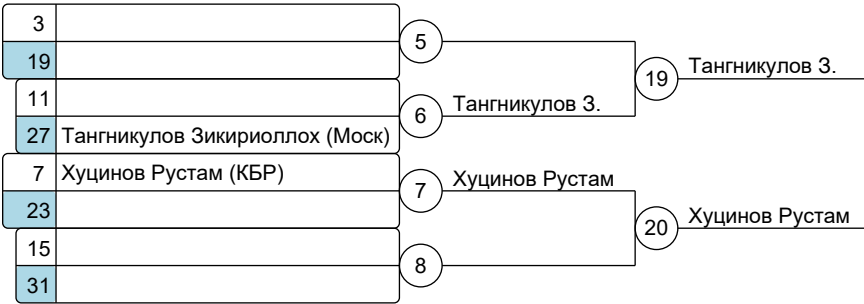 3
19
5
Тангникулов З.
19
11
27 Тангникулов Зикириоллох (Моск)
6
Тангникулов З.
7 Хуцинов Рустам (КБР)
23
7
Хуцинов Рустам
20
Хуцинов Рустам
15
31
8